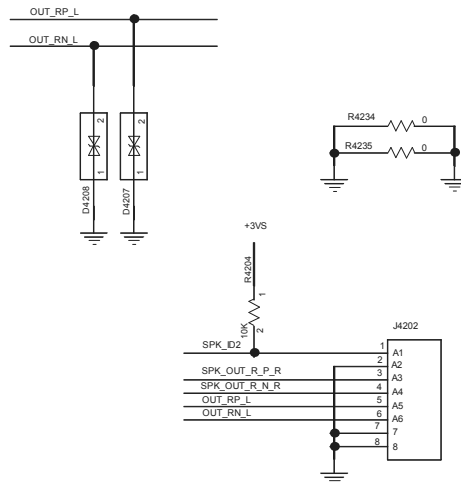 OUT_RP_L
OUT_RN_L
2 2
1 1
D4208 D4207
R4234 0
R4235 0
+3VS
R4204
1
10K 2
J4202
SPK_ID2 1 A1
2 A2
SPK_OUT_R_P_R 3 A3
SPK_OUT_R_N_R 4 A4
OUT_RP_L 5 A5
OUT_RN_L 6 A6
7 7
8 8